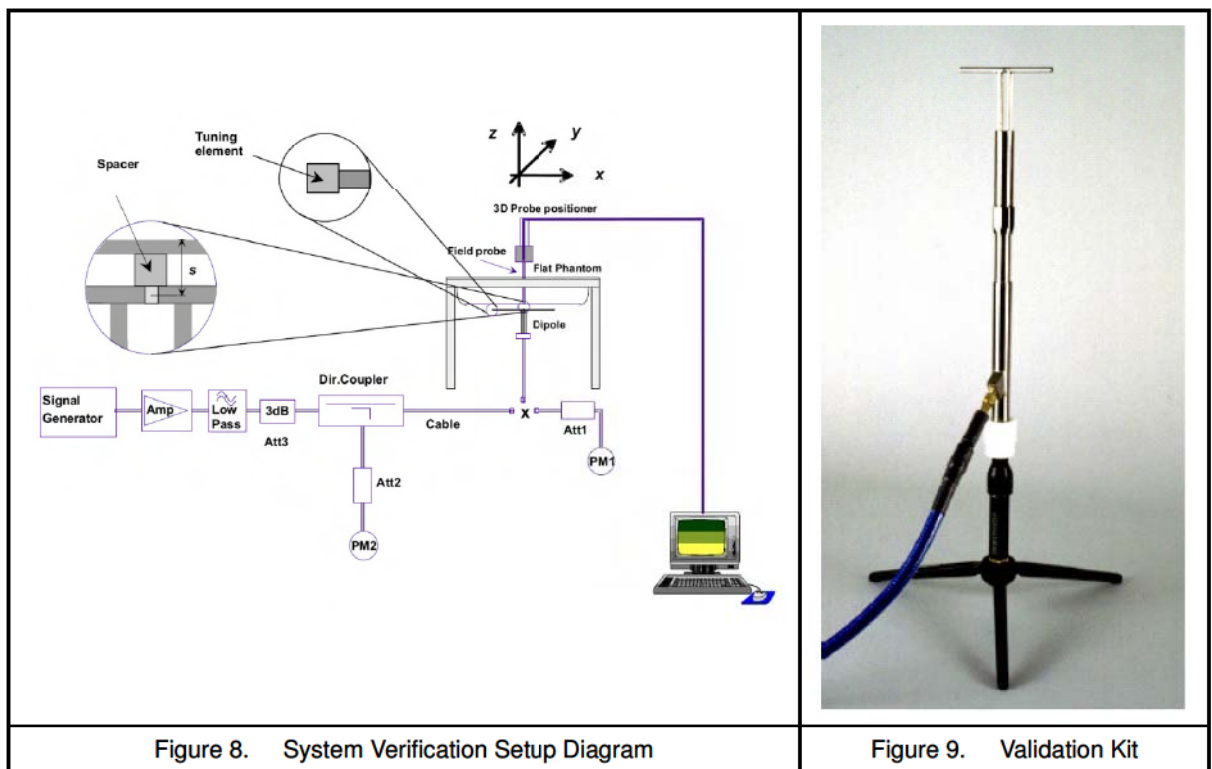 Tuning
element
Spacer
s
z
y
x
3D Probe positioner
Field probe
Flat Phantom
Dipole
Dir.Coupler
Signal
Generator
Amp
Low
Pass
3dB
Att3
Cable
x
Att1
PM1
Att2
PM2
Figure 8. System Verification Setup Diagram
Figure 9. Validation Kit